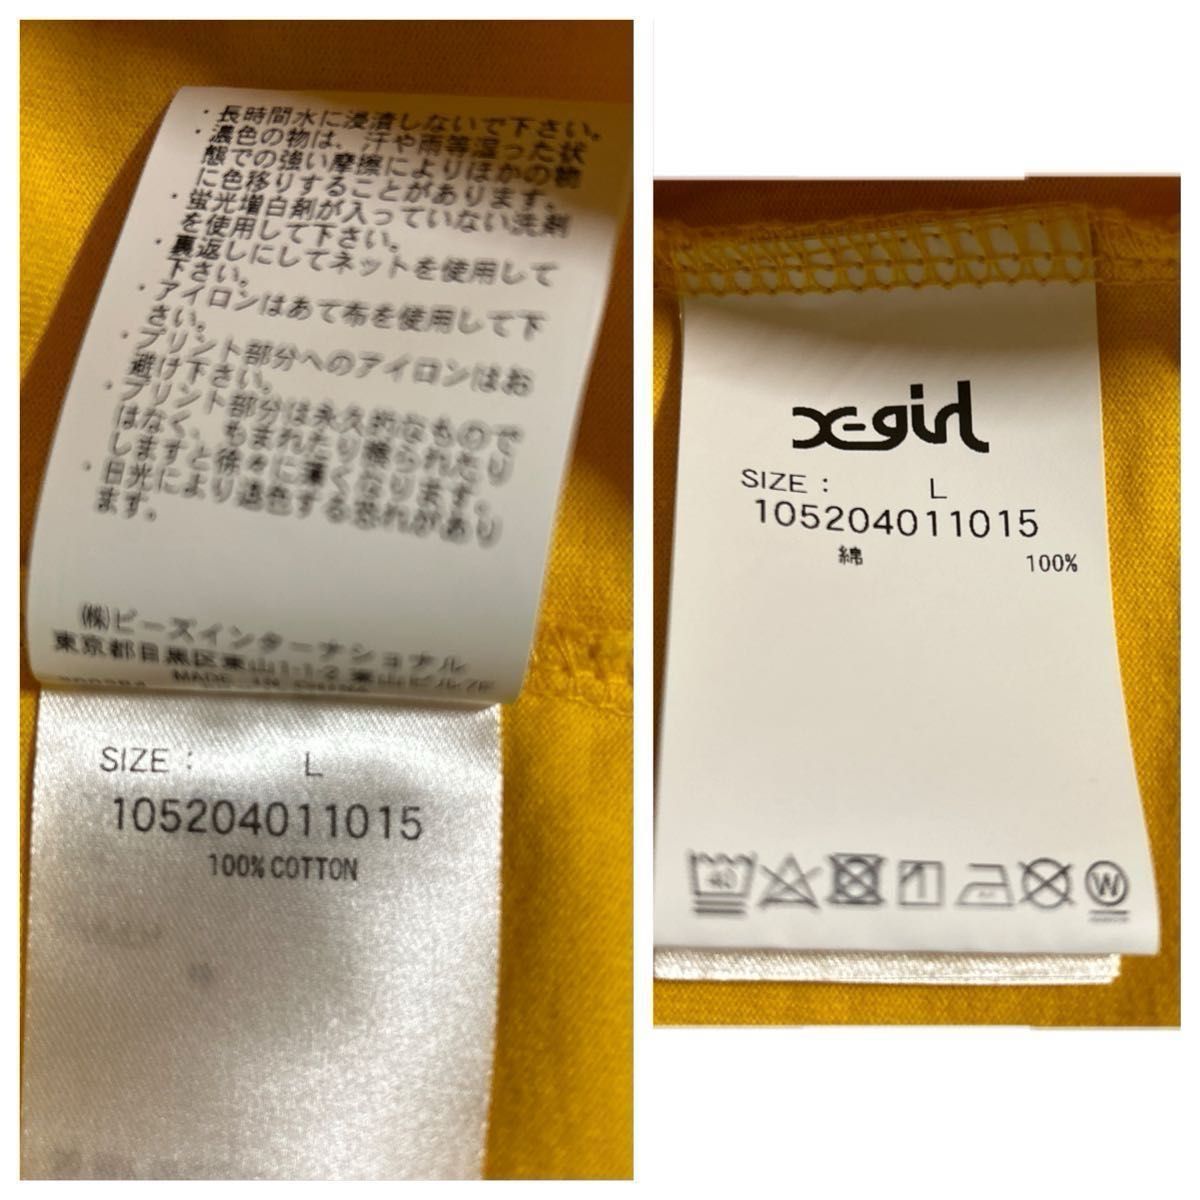 ・長時間水に浸漬しないで下さい。
・濃色の物は、汗や雨等湿った状
態での強い摩擦によりほかの物
に色移りすることがあります。
・蛍光増白剤が入っていない洗剤
を使用して下さい。
・裏返しにしてネットを使用して
下さい。
・アイロンはあて布を使用して下
さい。
・プリント部分へのアイロンはお
避け下さい。
・プリント部分は永久的なもので
はなく、もまれたり擦られたり
しますと徐々に薄くなります。
・日光により退色する恐れがあり
ます。
㈱ビーズインターナショナル
東京都目黒区東山1-1-2 東山ビル7F
MADE IN CHINA
SIZE : L
105204011015
100% COTTON
X-girl
SIZE : L
105204011015
綿 100%
40
W